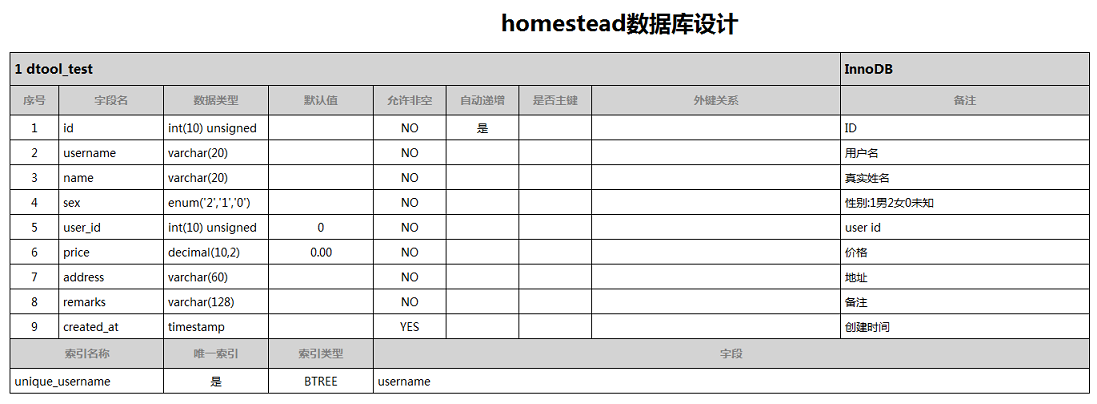 homestead数据库设计
1 dtool_test InnoDB
序号 字段名 数据类型 默认值 允许非空 自动递增 是否主键 外键关系 备注
1 id int(10) unsigned NO 是 ID
2 username varchar(20) NO 用户名
3 name varchar(20) NO 真实姓名
4 sex enum('2','1','0') NO 性别:1男2女0未知
5 user_id int(10) unsigned 0 NO user id
6 price decimal(10,2) 0.00 NO 价格
7 address varchar(60) NO 地址
8 remarks varchar(128) NO 备注
9 created_at timestamp YES 创建时间
索引名称 唯一索引 索引类型 字段
unique_username 是 BTREE username